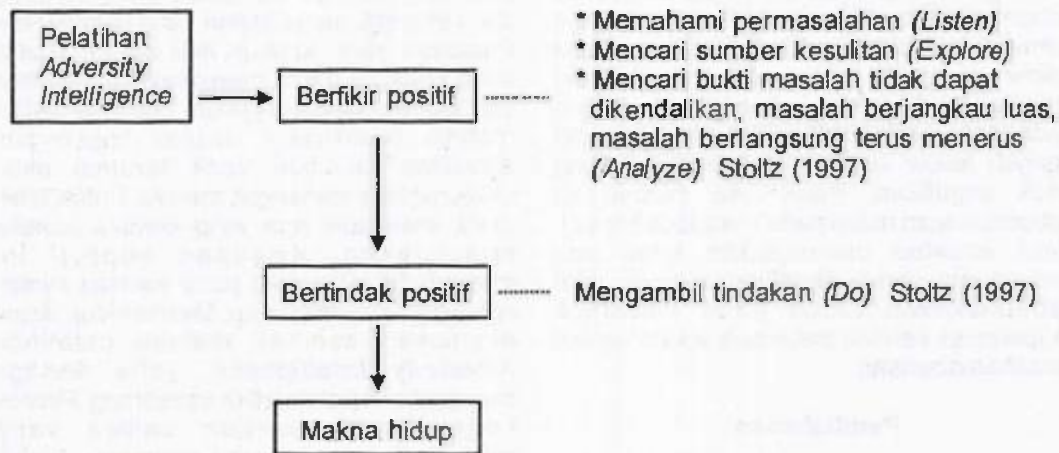 Pelatihan
Adversity
Intelligence
Berfikir positif
* Memahami permasalahan (Listen)
* Mencari sumber kesulitan (Explore)
* Mencari bukti masalah tidak dapat
dikendalikan, masalah berjangkau luas,
masalah berlangsung terus menerus
(Analyze) Stoltz (1997)
Bertindak positif
Mengambil tindakan (Do) Stoltz (1997)
Makna hidup